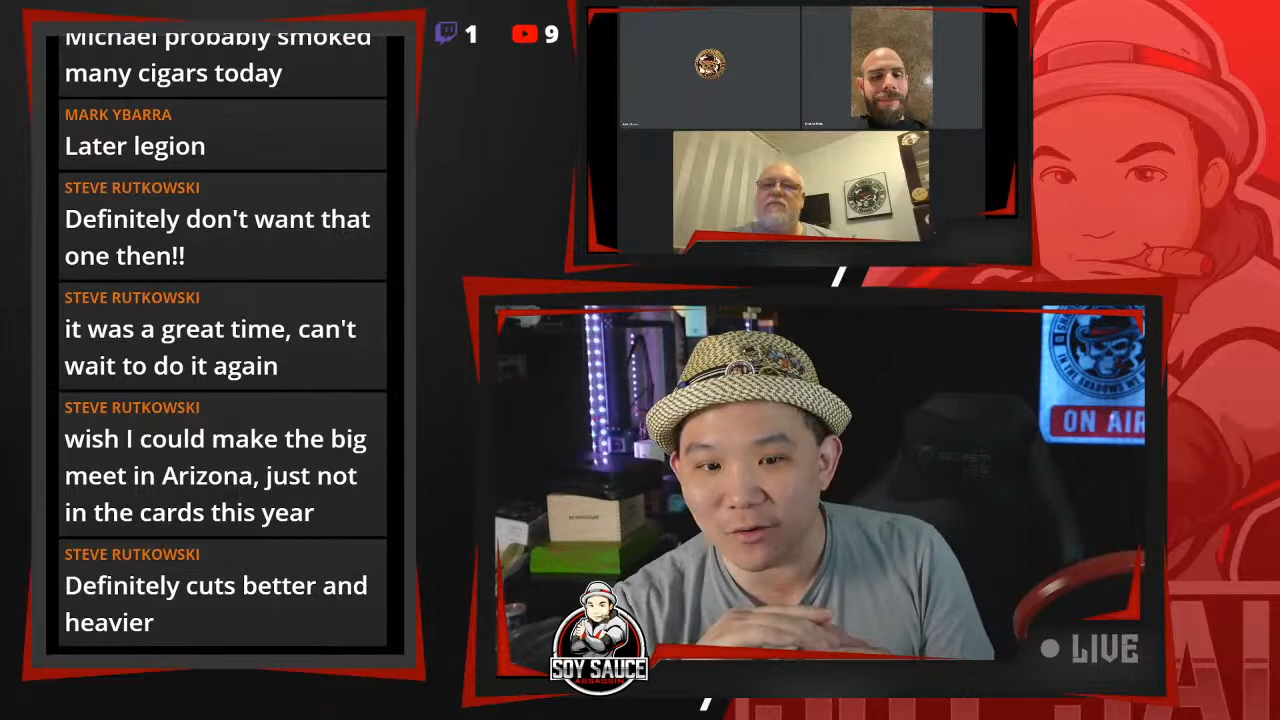 Michael probably smoked
many cigars today
MARK YBARRA
Later legion
STEVE RUTKOWSKI
Definitely don't want that
one then!!
STEVE RUTKOWSKI
it was a great time, can't
wait to do it again
STEVE RUTKOWSKI
wish I could make the big
meet in Arizona, just not
in the cards this year
STEVE RUTKOWSKI
Definitely cuts better and
heavier
1
9
ON AIR
SOY SAUCE
ASSASSIN
LIVE